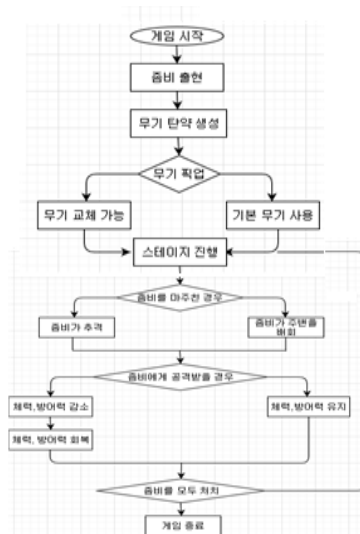 게임 시작
좀비 출현
무기 탄약 생성
무기 픽업
무기 교체 가능
기본 무기 사용
스테이지 진행
좀비를 마주친 경우
좀비가 추격
좀비가 주변을
배회
좀비에게 공격받을 경우
체력,방어력 감소
체력,방어력 유지
체력,방어력 회복
좀비를 모두 처치
게임 종료